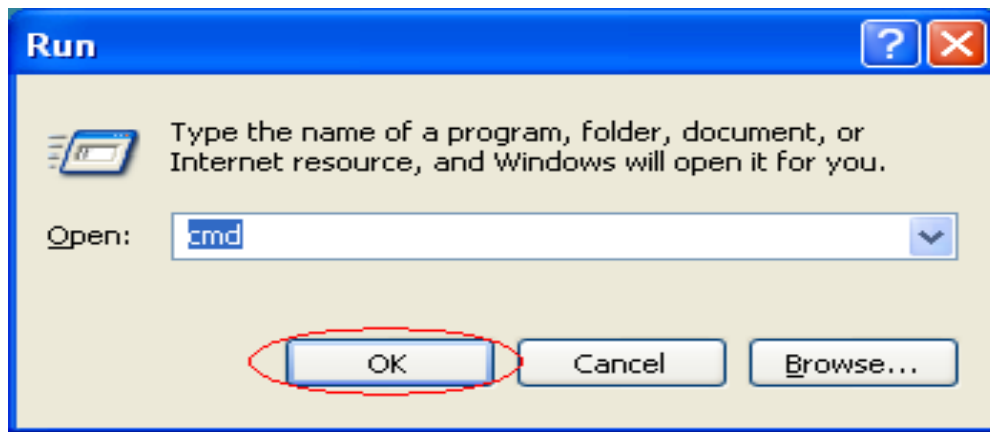 Run
Type the name of a program, folder, document, or
Internet resource, and Windows will open it for you.
Open: cmd
OK Cancel Browse...